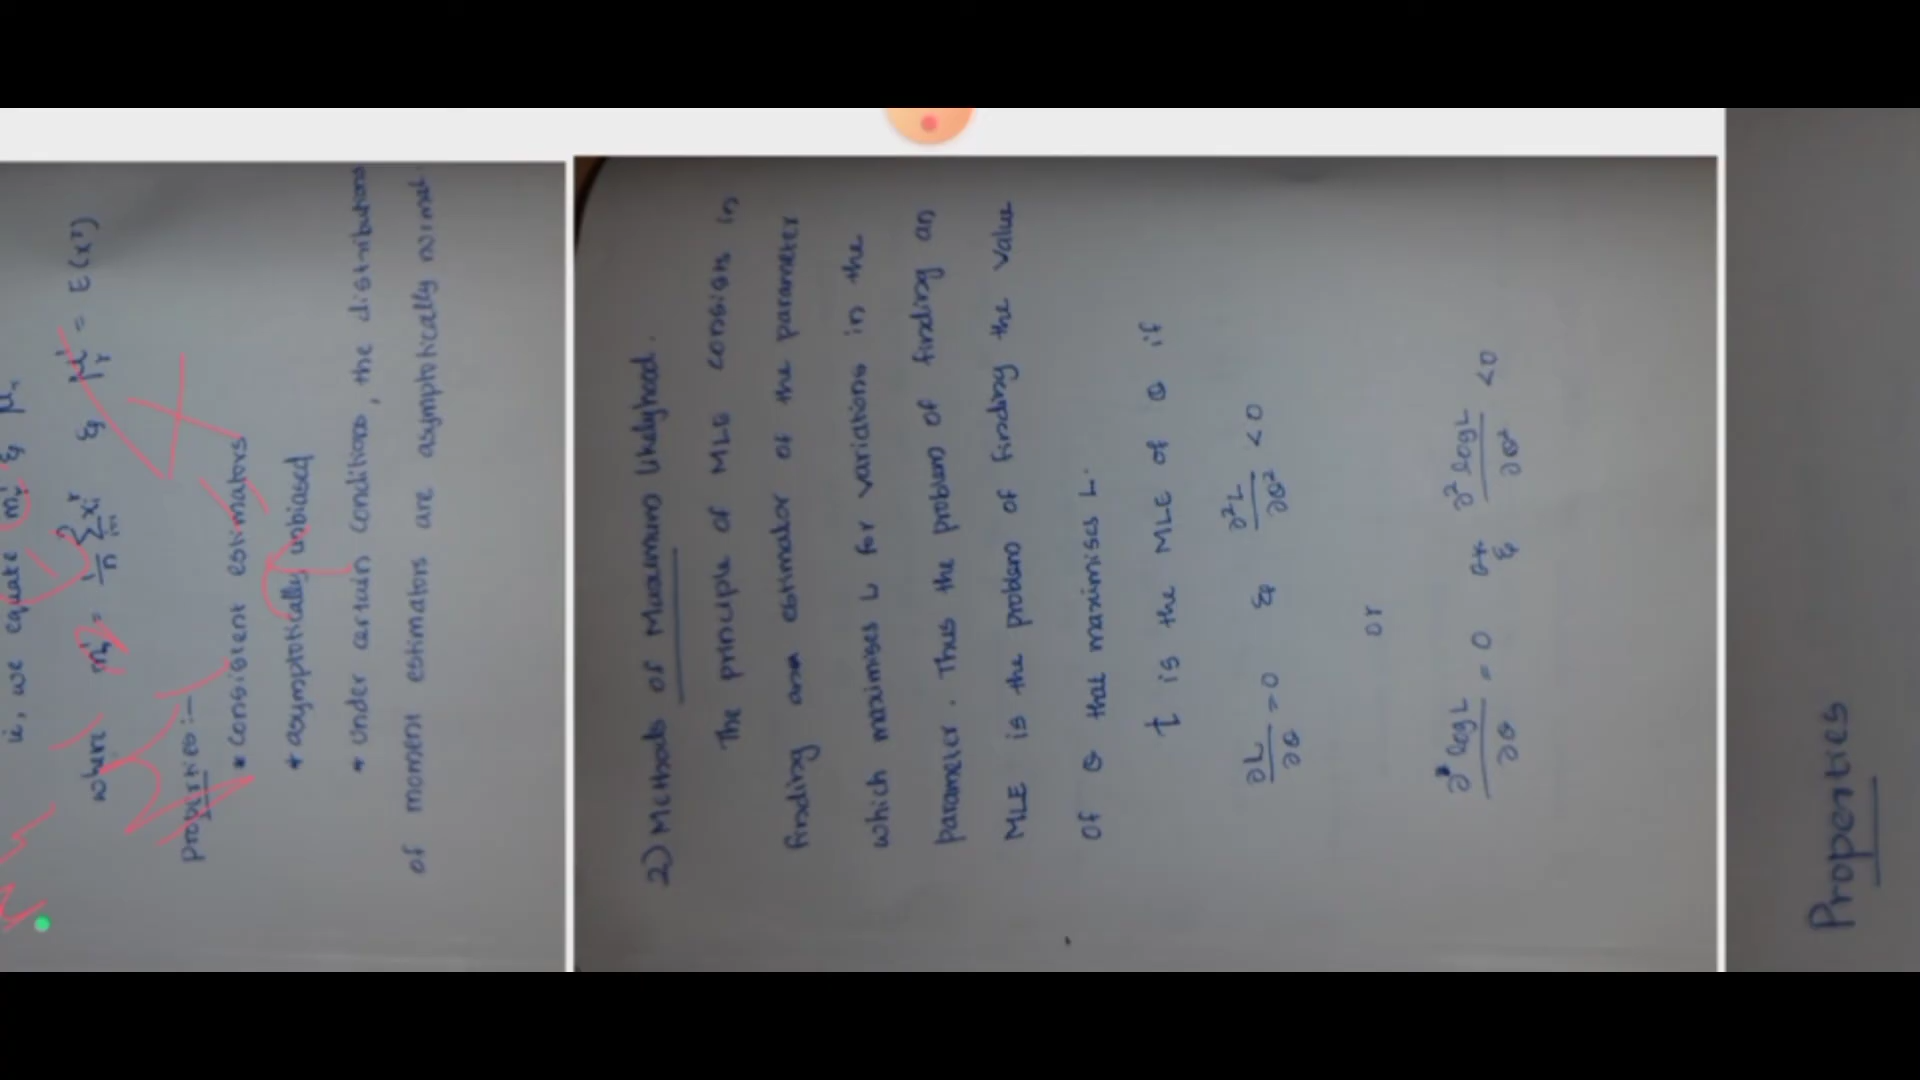 ie, we equate m'r & μr
where m'r = 1/n Σ i=1 n xi^r & μ'r = E(x^r)
Properties :-
* consistent estimators
* asymptotically unbiased
* under certain conditions, the distributions
of moment estimators are asymptotically normal
2) Methods of Maximum likelyhood.
The principle of MLE consists in
finding an estimator of the parameter
which maximises L for variations in the
parameter. Thus the problem of finding an
MLE is the problem of finding the value
of θ that maximises L.
t is the MLE of θ if
∂L/∂θ = 0 & ∂²L/∂θ² < 0
or
∂ log L/∂θ = 0 & ∂² log L/∂θ² < 0
Properties